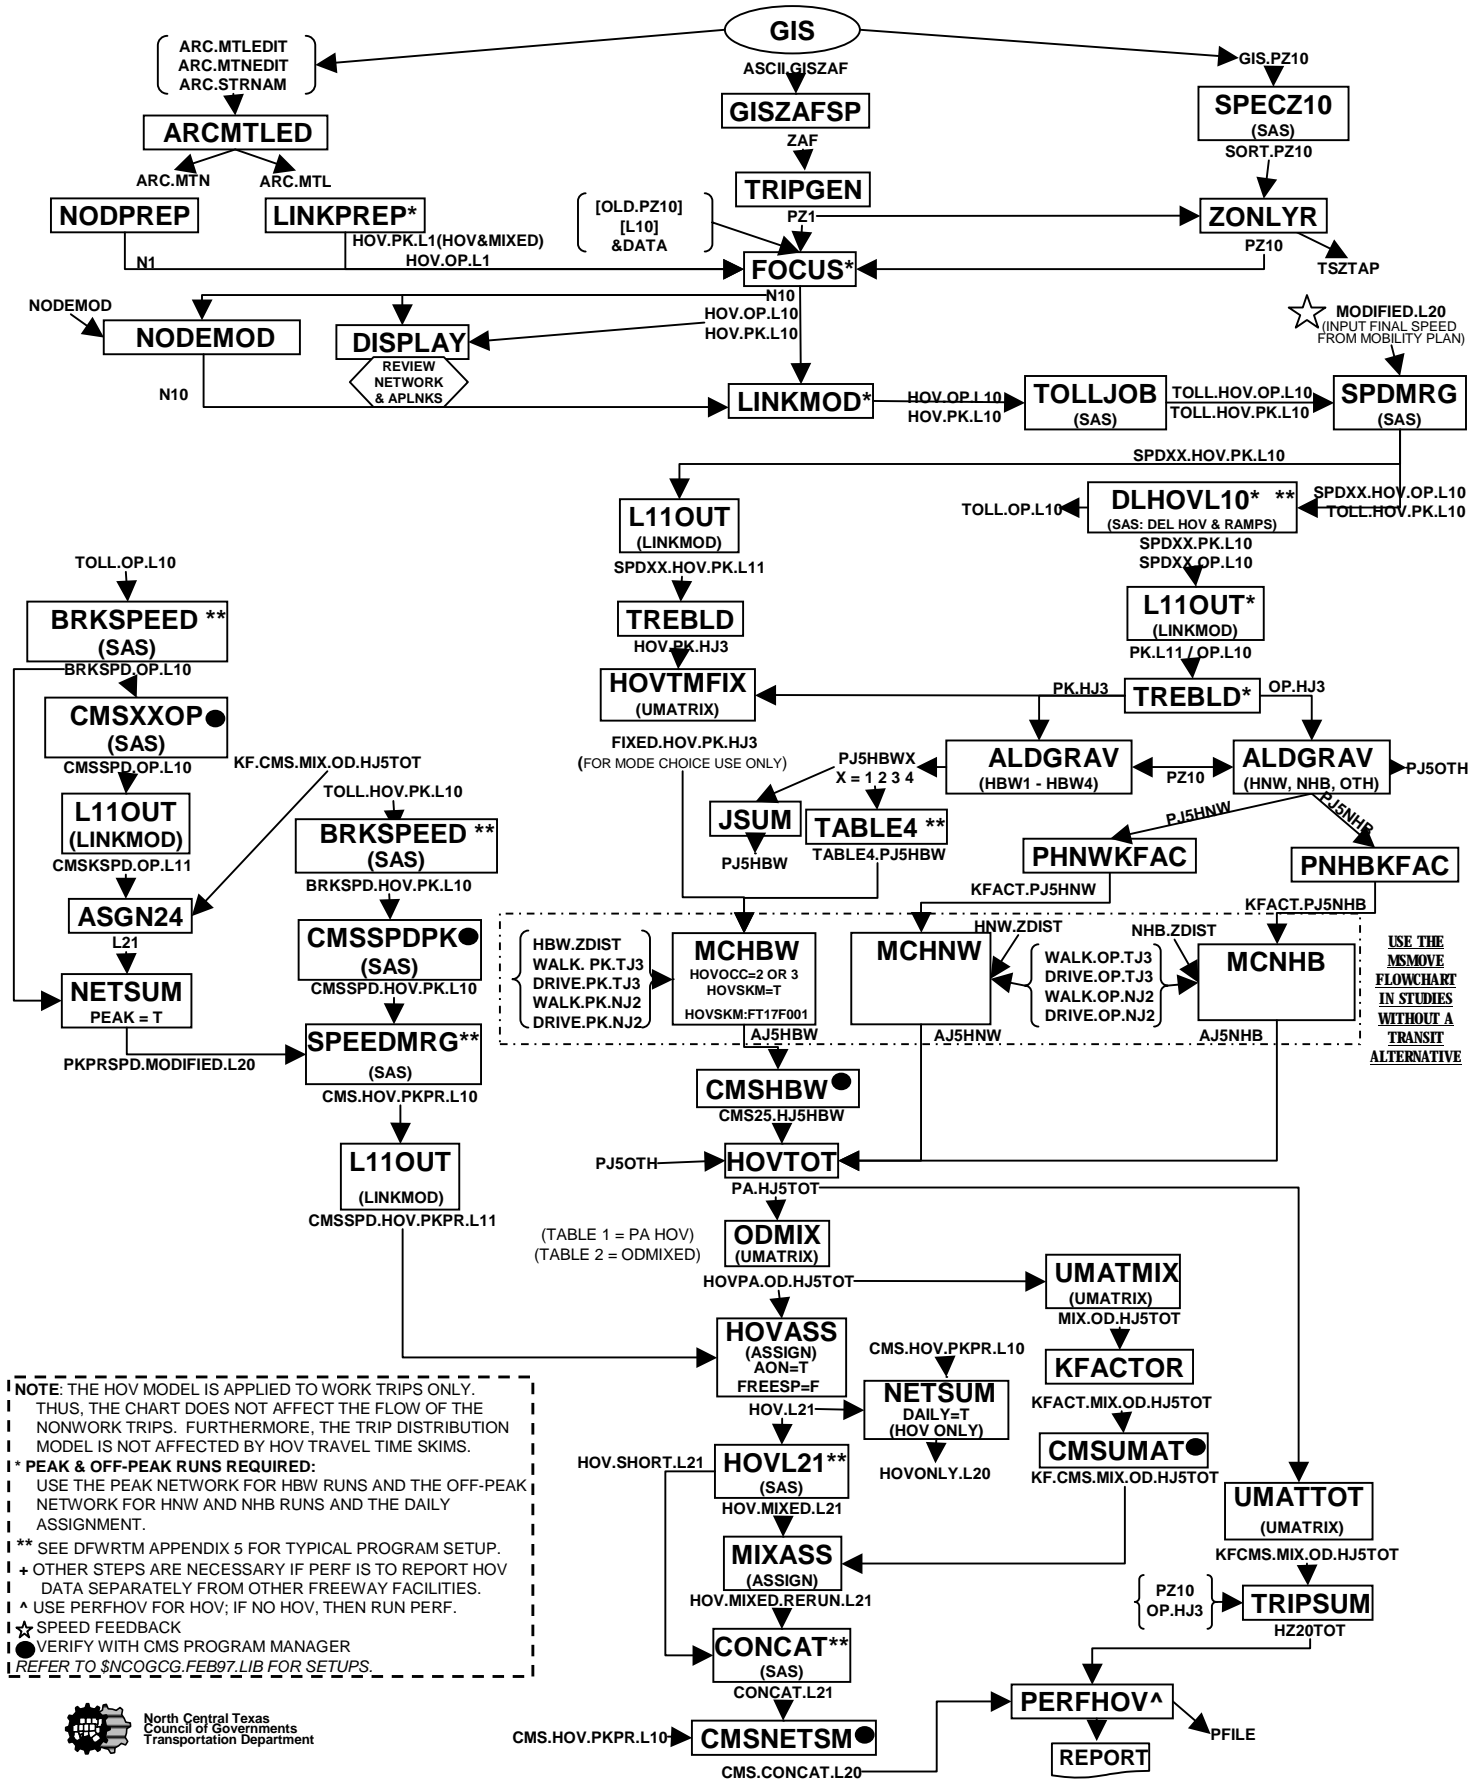 GIS
ARC.MTLEDIT
ARC.MTNEDIT
ARC.STRNAM
ASCII.GISZAF
GIS.PZ10
GISZAFSP
SPECZ10
(SAS)
ARCMTLED
ZAF
SORT.PZ10
ARC.MTN
ARC.MTL
TRIPGEN
NODPREP
LINKPREP*
[OLD.PZ10]
[L10]
&DATA
PZ1
ZONLYR
HOV.PK.L1(HOV&MIXED)
HOV.OP.L1
N1
PZ10
TSZTAP
FOCUS*
N10
HOV.OP.L10
HOV.PK.L10
NODEMOD
NODEMOD
DISPLAY
REVIEW
NETWORK
& APLNKS
MODIFIED.L20
(INPUT FINAL SPEED
FROM MOBILITY PLAN)
N10
LINKMOD*
HOV.OP.L10
HOV.PK.L10
TOLLJOB
(SAS)
TOLL.HOV.OP.L10
TOLL.HOV.PK.L10
SPDMRG
(SAS)
SPDXX.HOV.PK.L10
L11OUT
(LINKMOD)
TOLL.OP.L10
DLHOVL10* **
(SAS: DEL HOV & RAMPS)
SPDXX.HOV.OP.L10
TOLL.HOV.PK.L10
SPDXX.PK.L10
SPDXX.OP.L10
TOLL.OP.L10
SPDXX.HOV.PK.L11
BRKSPEED **
(SAS)
TREBLD
L11OUT*
(LINKMOD)
HOV.PK.HJ3
PK.L11 / OP.L10
BRKSPD.OP.L10
HOVTMFIX
(UMATRIX)
PK.HJ3
TREBLD*
OP.HJ3
CMSXXOP
(SAS)
FIXED.HOV.PK.HJ3
(FOR MODE CHOICE USE ONLY)
PJ5HBWX
X = 1 2 3 4
ALDGRAV
(HBW1 - HBW4)
PZ10
ALDGRAV
(HNW, NHB, OTH)
PJ5OTH
CMSSPD.OP.L10
KF.CMS.MIX.OD.HJ5TOT
TOLL.HOV.PK.L10
L11OUT
(LINKMOD)
BRKSPEED **
(SAS)
JSUM
TABLE4 **
PJ5HNW
PJ5NHB
PJ5HBW
TABLE4.PJ5HBW
PHNWKFAC
PNHBKFAC
CMSKSPD.OP.L11
BRKSPD.HOV.PK.L10
KFACT.PJ5HNW
KFACT.PJ5NHB
ASGN24
L21
CMSSPDPK
(SAS)
HBW.ZDIST
WALK. PK.TJ3
DRIVE.PK.TJ3
WALK.PK.NJ2
DRIVE.PK.NJ2
MCHBW
HOVOCC=2 OR 3
HOVSKM=T
HOVSKM:FT17F001
MCHNW
HNW.ZDIST
WALK.OP.TJ3
DRIVE.OP.TJ3
WALK.OP.NJ2
DRIVE.OP.NJ2
NHB.ZDIST
MCNHB
USE THE
MSMOVE
FLOWCHART
IN STUDIES
WITHOUT A
TRANSIT
ALTERNATIVE
NETSUM
PEAK = T
CMSSPD.HOV.PK.L10
AJ5HBW
AJ5HNW
AJ5NHB
PKPRSPD.MODIFIED.L20
SPEEDMRG**
(SAS)
CMSHBW
CMS.HOV.PKPR.L10
CMS25.HJ5HBW
L11OUT
(LINKMOD)
PJ5OTH
HOVTOT
PA.HJ5TOT
CMSSPD.HOV.PKPR.L11
(TABLE 1 = PA HOV)
(TABLE 2 = ODMIXED)
ODMIX
(UMATRIX)
HOVPA.OD.HJ5TOT
UMATMIX
(UMATRIX)
MIX.OD.HJ5TOT
HOVASS
(ASSIGN)
AON=T
FREESP=F
CMS.HOV.PKPR.L10
KFACTOR
NETSUM
DAILY=T
(HOV ONLY)
HOV.L21
KFACT.MIX.OD.HJ5TOT
HOV.SHORT.L21
HOVL21**
(SAS)
HOVONLY.L20
CMSUMAT
KF.CMS.MIX.OD.HJ5TOT
HOV.MIXED.L21
UMATTOT
(UMATRIX)
MIXASS
(ASSIGN)
KFCMS.MIX.OD.HJ5TOT
HOV.MIXED.RERUN.L21
PZ10
OP.HJ3
TRIPSUM
HZ20TOT
CONCAT**
(SAS)
CONCAT.L21
PERFHOV^
PFILE
CMS.HOV.PKPR.L10
CMSNETSM
REPORT
CMS.CONCAT.L20
NOTE: THE HOV MODEL IS APPLIED TO WORK TRIPS ONLY.
THUS, THE CHART DOES NOT AFFECT THE FLOW OF THE
NONWORK TRIPS. FURTHERMORE, THE TRIP DISTRIBUTION
MODEL IS NOT AFFECTED BY HOV TRAVEL TIME SKIMS.
* PEAK & OFF-PEAK RUNS REQUIRED:
USE THE PEAK NETWORK FOR HBW RUNS AND THE OFF-PEAK
NETWORK FOR HNW AND NHB RUNS AND THE DAILY
ASSIGNMENT.
** SEE DFWRTM APPENDIX 5 FOR TYPICAL PROGRAM SETUP.
+ OTHER STEPS ARE NECESSARY IF PERF IS TO REPORT HOV
DATA SEPARATELY FROM OTHER FREEWAY FACILITIES.
^ USE PERFHOV FOR HOV; IF NO HOV, THEN RUN PERF.
SPEED FEEDBACK
VERIFY WITH CMS PROGRAM MANAGER
REFER TO $NCOGCG.FEB97.LIB FOR SETUPS.
North Central Texas
Council of Governments
Transportation Department